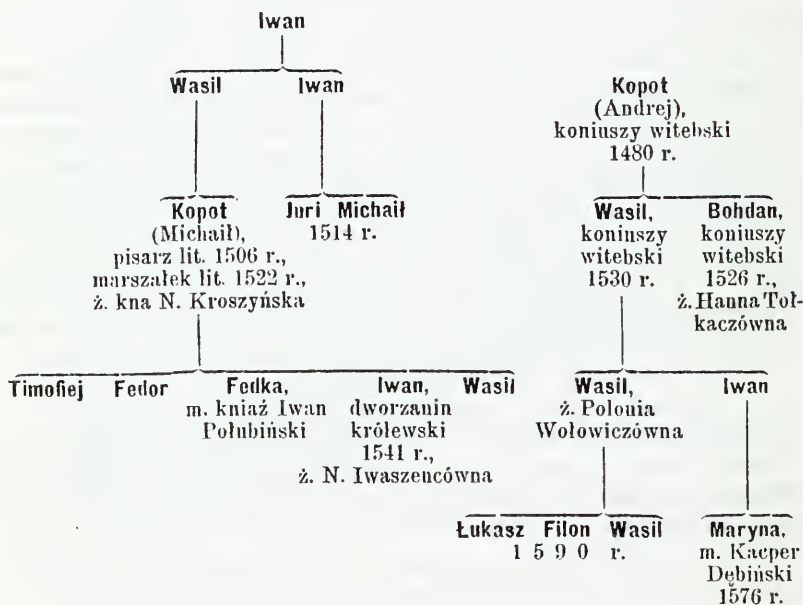 Iwan
Wasil Iwan
Kopot
(Michaił),
pisarz lit. 1506 r.,
marszałek lit. 1522 r.,
ż. kna N. Kroszyńska
Juri Michaił
1514 r.
Timofiej Fedor
Fedka,
m. kniaź Iwan
Połubiński
Iwan,
dworzanin
królewski
1541 r.,
ż. N. Iwaszencówna
Wasil
Kopot
(Andrej),
koniuszy witebski
1480 r.
Wasil,
koniuszy
witebski
1530 r.
Bohdan,
koniuszy
witebski
1526 r.,
ż. Hanna Toł-
kaczówna
Wasil,
ż. Polonia
Wołowiczówna
Iwan
Łukasz Filon Wasil
1590 r.
Maryna,
m. Kacper
Dębiński
1576 r.